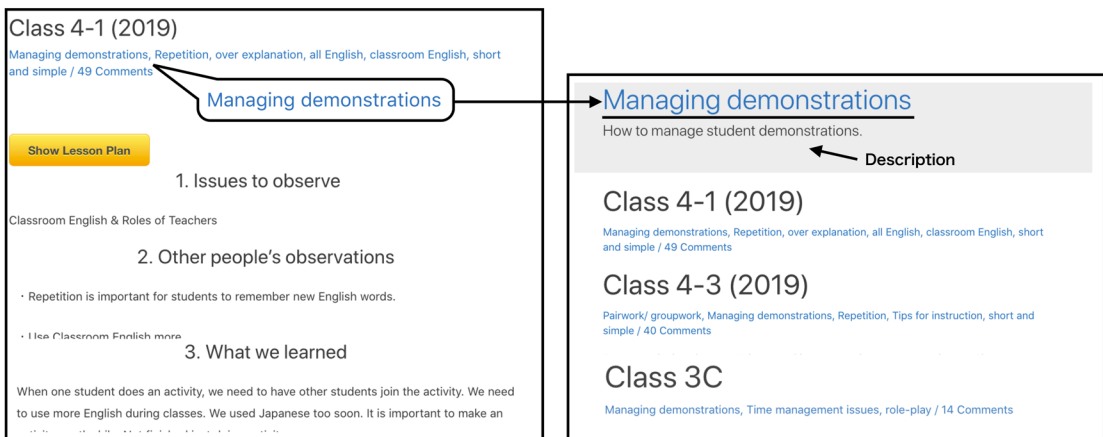 Class 4-1 (2019)
Managing demonstrations, Repetition, over explanation, all English, classroom English, short
and simple / 49 Comments
Managing demonstrations
Show Lesson Plan
1. Issues to observe
Classroom English & Roles of Teachers
2. Other people's observations
・Repetition is important for students to remember new English words.
・Use Classroom English more
3. What we learned
When one student does an activity, we need to have other students join the activity. We need
to use more English during classes. We used Japanese too soon. It is important to make an
Managing demonstrations
How to manage student demonstrations.
Description
Class 4-1 (2019)
Managing demonstrations, Repetition, over explanation, all English, classroom English, short
and simple / 49 Comments
Class 4-3 (2019)
Pairwork/ groupwork, Managing demonstrations, Repetition, Tips for instruction, short and
simple / 40 Comments
Class 3C
Managing demonstrations, Time management issues, role-play / 14 Comments